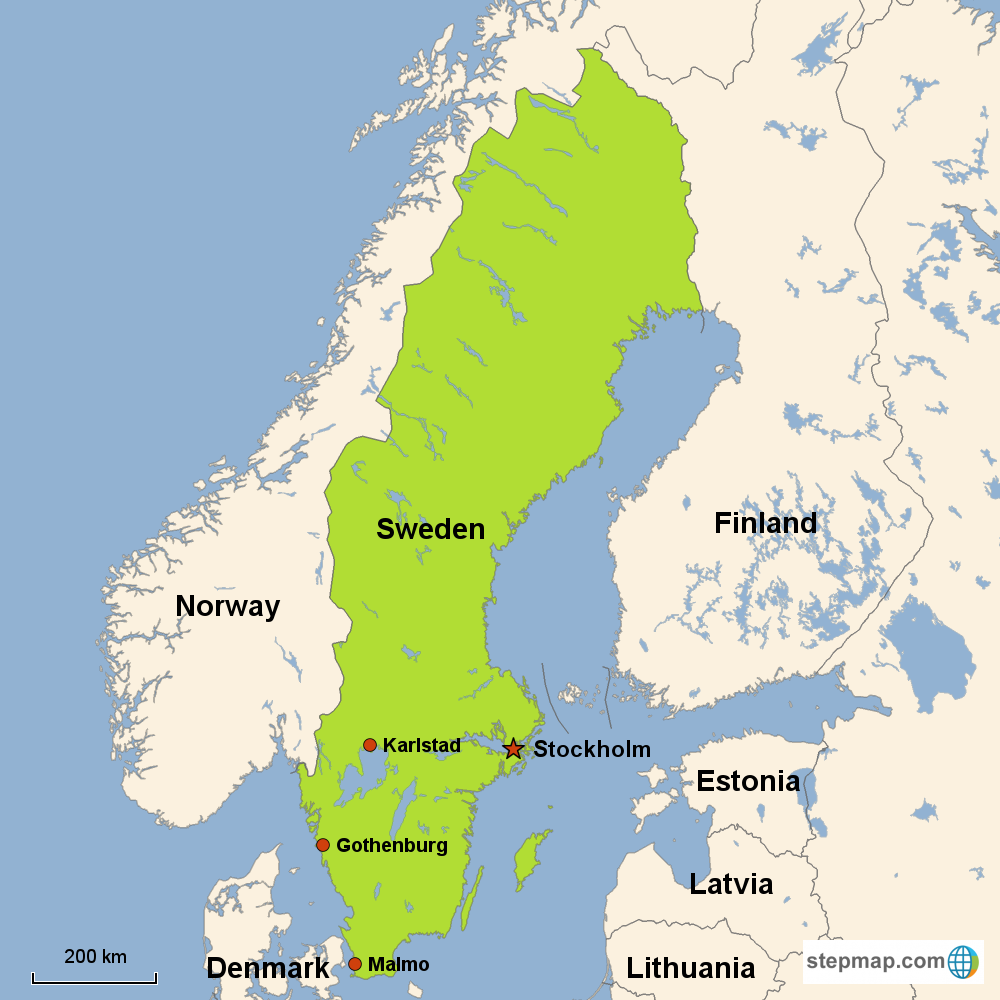 Sweden
Finland
Norway
Karlstad
Stockholm
Estonia
Gothenburg
Latvia
200 km
Denmark
Malmo
Lithuania
stepmap.com